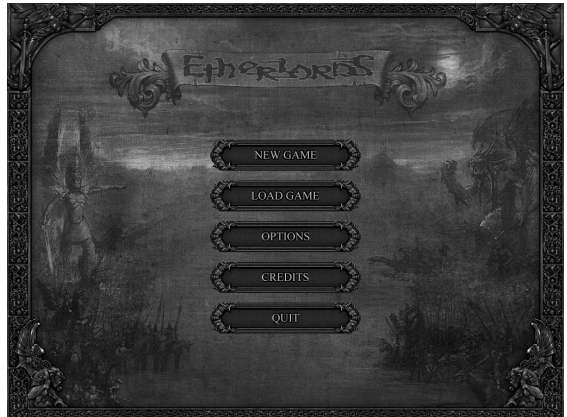 Etherlords
NEW GAME
LOAD GAME
OPTIONS
CREDITS
QUIT